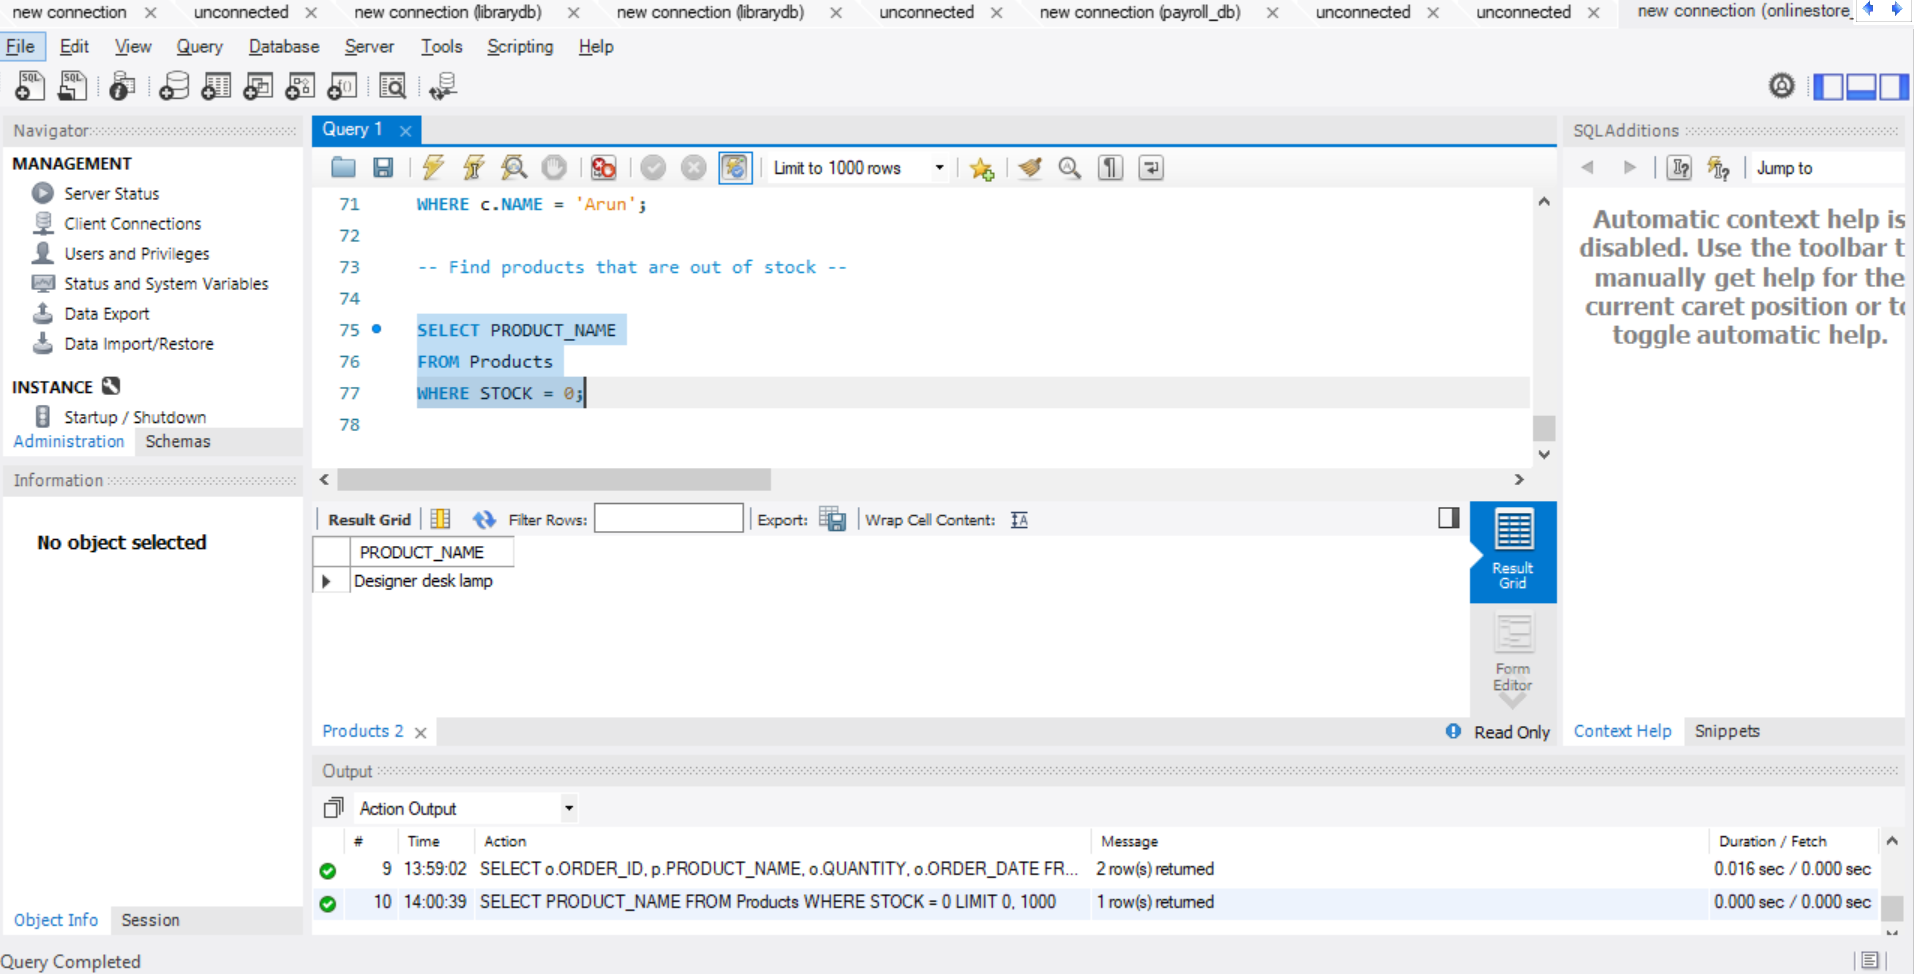 new connection
unconnected
new connection (librarydb)
new connection (librarydb)
unconnected
new connection (payroll_db)
unconnected
unconnected
new connection (onlinestore_
File Edit View Query Database Server Tools Scripting Help
Navigator
MANAGEMENT
Server Status
Client Connections
Users and Privileges
Status and System Variables
Data Export
Data Import/Restore
INSTANCE
Startup / Shutdown
Administration Schemas
Information
No object selected
Object Info Session
Query 1
Limit to 1000 rows
71 WHERE c.NAME = 'Arun';
72
73 -- Find products that are out of stock --
74
75 SELECT PRODUCT_NAME
76 FROM Products
77 WHERE STOCK = 0;
78
Result Grid Filter Rows: Export: Wrap Cell Content:
PRODUCT_NAME
Designer desk lamp
Result
Grid
Form
Editor
Products 2 Read Only
SQLAdditions
Jump to
Automatic context help is
disabled. Use the toolbar t
manually get help for the
current caret position or to
toggle automatic help.
Context Help Snippets
Output
Action Output
# Time Action Message Duration / Fetch
9 13:59:02 SELECT o.ORDER_ID, p.PRODUCT_NAME, o.QUANTITY, o.ORDER_DATE FR... 2 row(s) returned 0.016 sec / 0.000 sec
10 14:00:39 SELECT PRODUCT_NAME FROM Products WHERE STOCK = 0 LIMIT 0, 1000 1 row(s) returned 0.000 sec / 0.000 sec
Query Completed